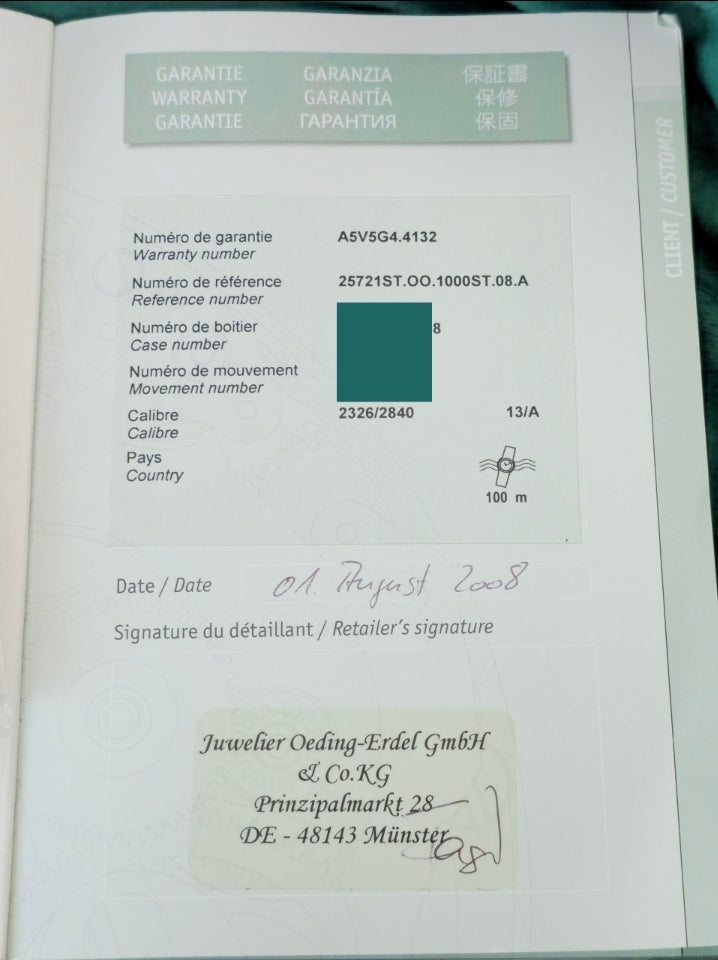 GARANTIE GARANZIA 保証書
WARRANTY GARANTÍA 保修
GARANTIE ГАРАНТИЯ 保固
CLIENT / CUSTOMER
Numéro de garantie A5V5G4.4132
Warranty number
Numéro de référence 25721ST.OO.1000ST.08.A
Reference number
Numéro de boitier 8
Case number
Numéro de mouvement
Movement number
Calibre 2326/2840 13/A
Calibre
Pays
Country
100 m
Date / Date 01. August 2008
Signature du détaillant / Retailer's signature
Juwelier Oeding-Erdel GmbH
& Co.KG
Prinzipalmarkt 28
DE - 48143 Münster